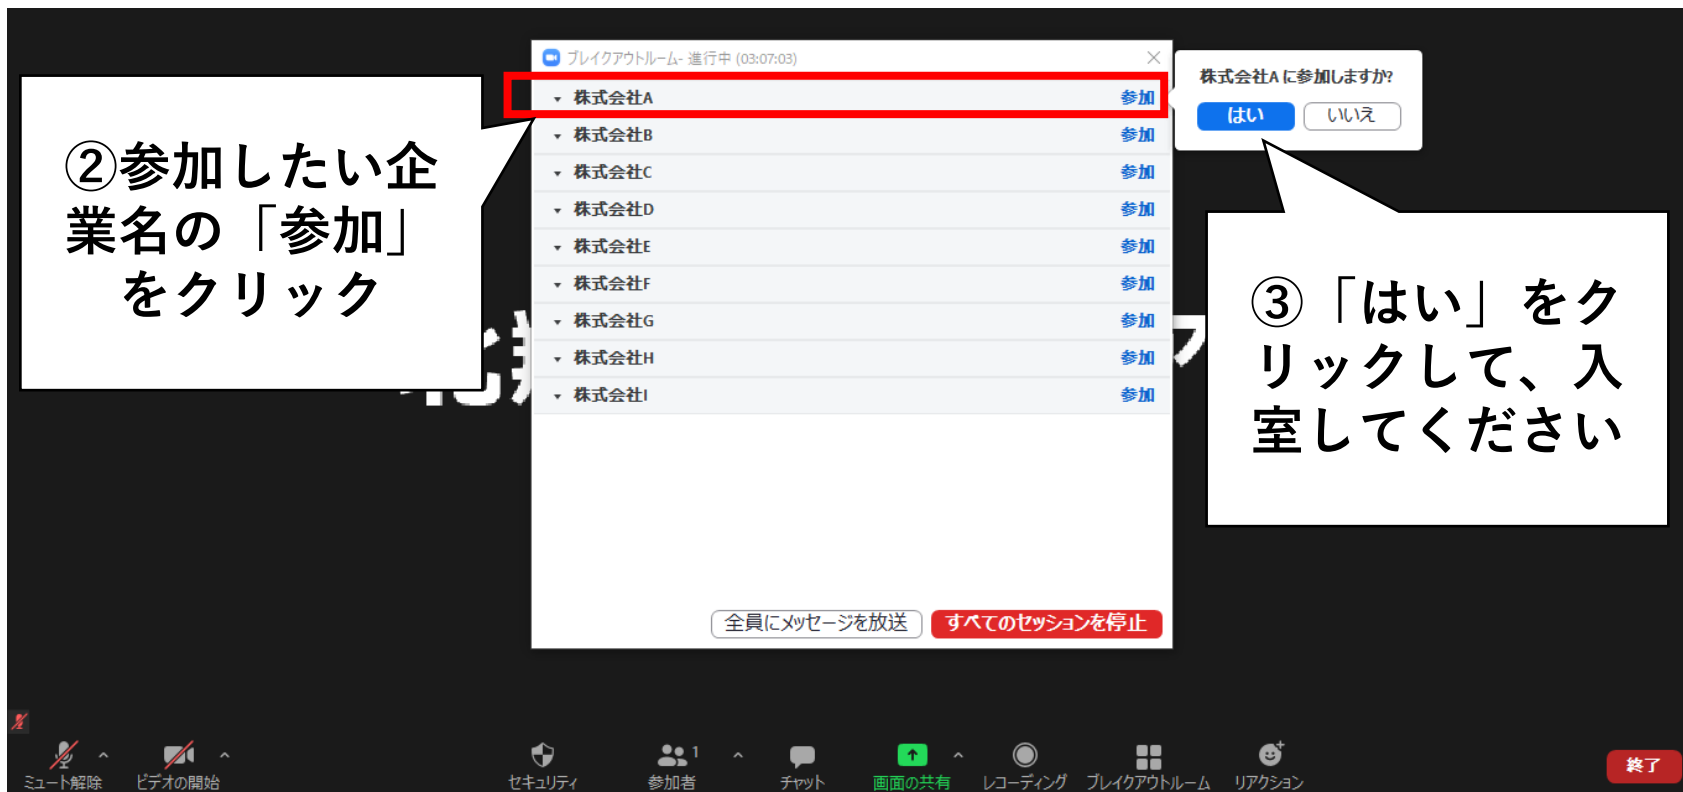 ブレイクアウトルーム- 進行中 (03:07:03)
株式会社A 参加
株式会社B 参加
株式会社C 参加
株式会社D 参加
株式会社E 参加
株式会社F 参加
株式会社G 参加
株式会社H 参加
株式会社I 参加
全員にメッセージを放送 すべてのセッションを停止
株式会社A に参加しますか?
はい いいえ
②参加したい企
業名の「参加」
をクリック
③「はい」をク
リックして、入
室してください
ミュート解除 ビデオの開始 セキュリティ 参加者 1 チャット 画面の共有 レコーディング ブレイクアウトルーム リアクション 終了